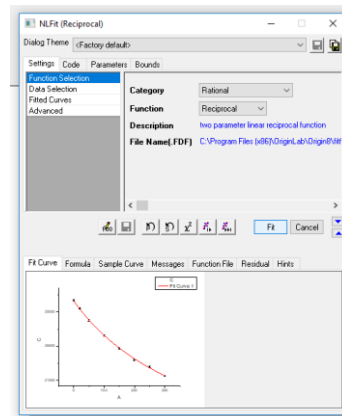 NLFit (Reciprocal)
Dialog Theme <Factory default>
Settings Code Parameters Bounds
Function Selection
Data Selection
Fitted Curves
Advanced
Category Rational
Function Reciprocal
Description two parameter linear reciprocal function
File Name(.FDF) C:\Program Files (x86)\OriginLab\Origin8\fitf
Fit Cancel
Fit Curve Formula Sample Curve Messages Function File Residual Hints
Fit Curve 1
A